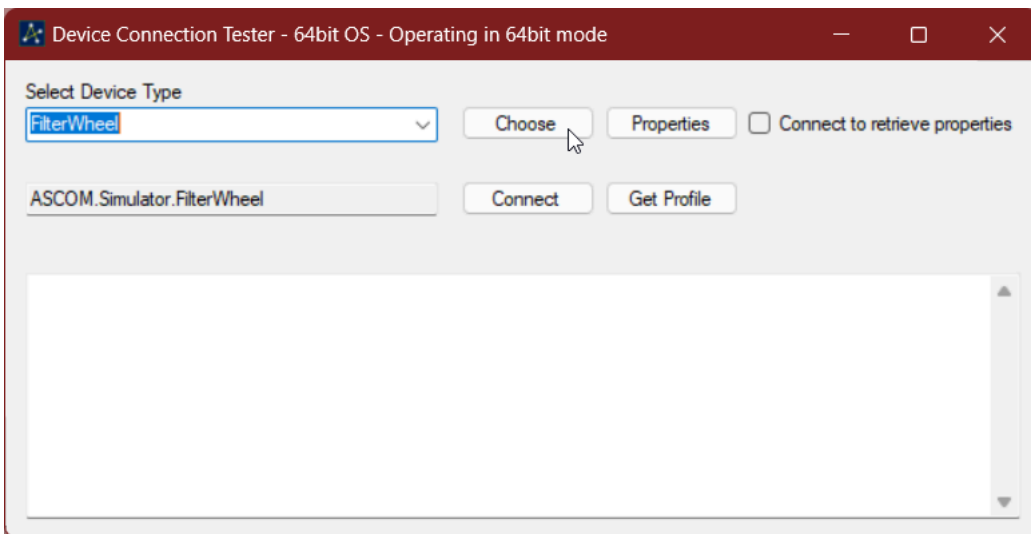 Device Connection Tester - 64bit OS - Operating in 64bit mode
Select Device Type
FilterWheel Choose Properties Connect to retrieve properties
ASCOM.Simulator.FilterWheel Connect Get Profile